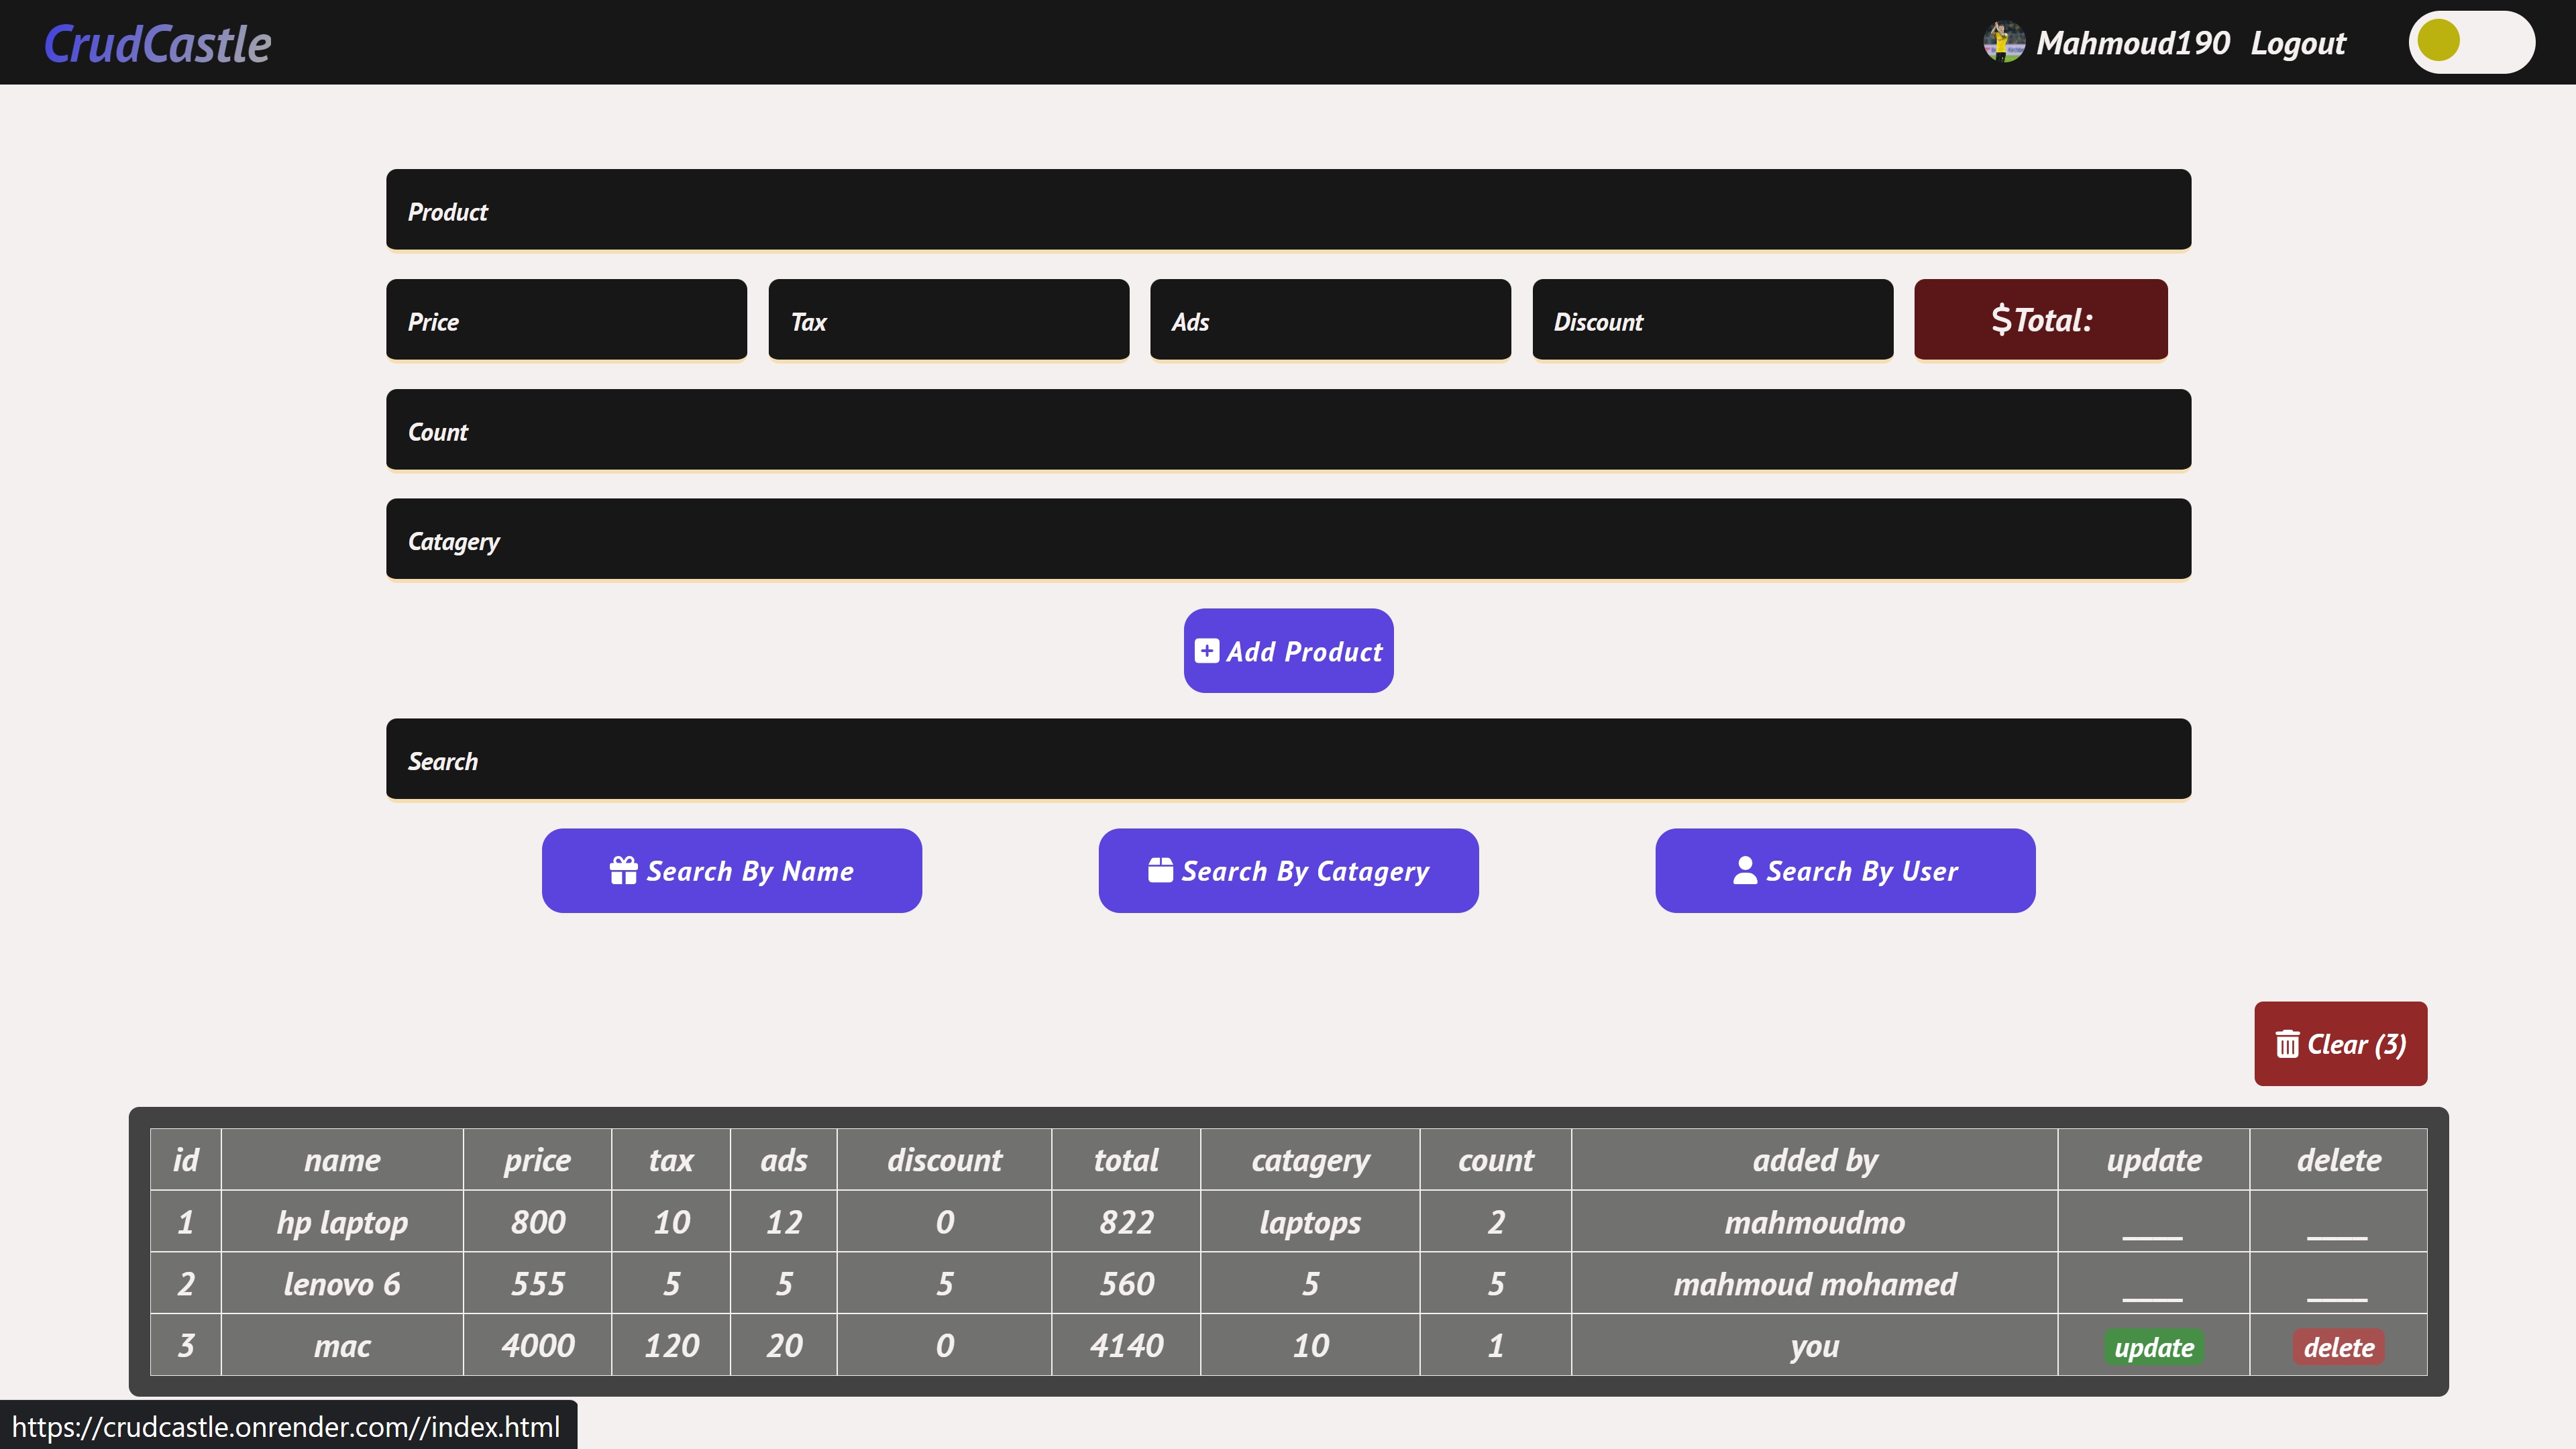 CrudCastle
Mahmoud190 Logout
Product
Price Tax Ads Discount $Total:
Count
Catagery
Add Product
Search
Search By Name Search By Catagery Search By User
Clear (3)
id name price tax ads discount total catagery count added by update delete
1 hp laptop 800 10 12 0 822 laptops 2 mahmoudmo ____ ____
2 lenovo 6 555 5 5 5 560 5 5 mahmoud mohamed ____ ____
3 mac 4000 120 20 0 4140 10 1 you update delete
https://crudcastle.onrender.com//index.html